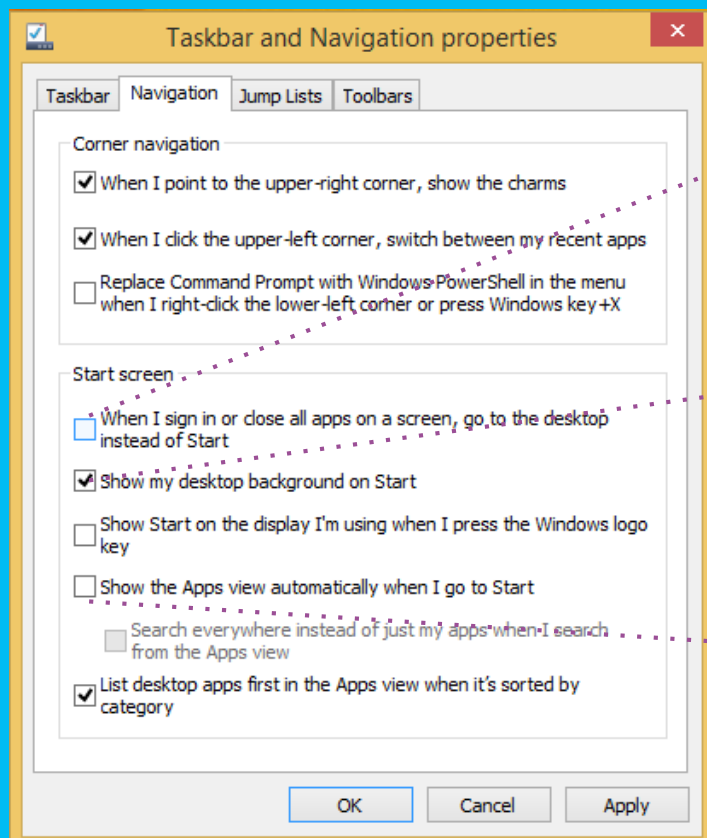 Taskbar and Navigation properties
Taskbar Navigation Jump Lists Toolbars
Corner navigation
When I point to the upper-right corner, show the charms
When I click the upper-left corner, switch between my recent apps
Replace Command Prompt with Windows PowerShell in the menu
when I right-click the lower-left corner or press Windows key+X
Start screen
When I sign in or close all apps on a screen, go to the desktop
instead of Start
Show my desktop background on Start
Show Start on the display I'm using when I press the Windows logo
key
Show the Apps view automatically when I go to Start
Search everywhere instead of just my apps when I search
from the Apps view
List desktop apps first in the Apps view when it's sorted by
category
OK Cancel Apply